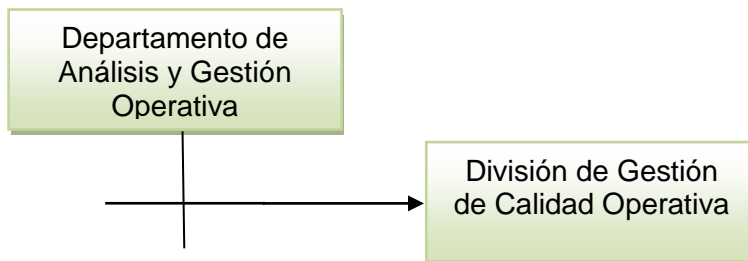 Departamento de
Análisis y Gestión
Operativa
División de Gestión
de Calidad Operativa